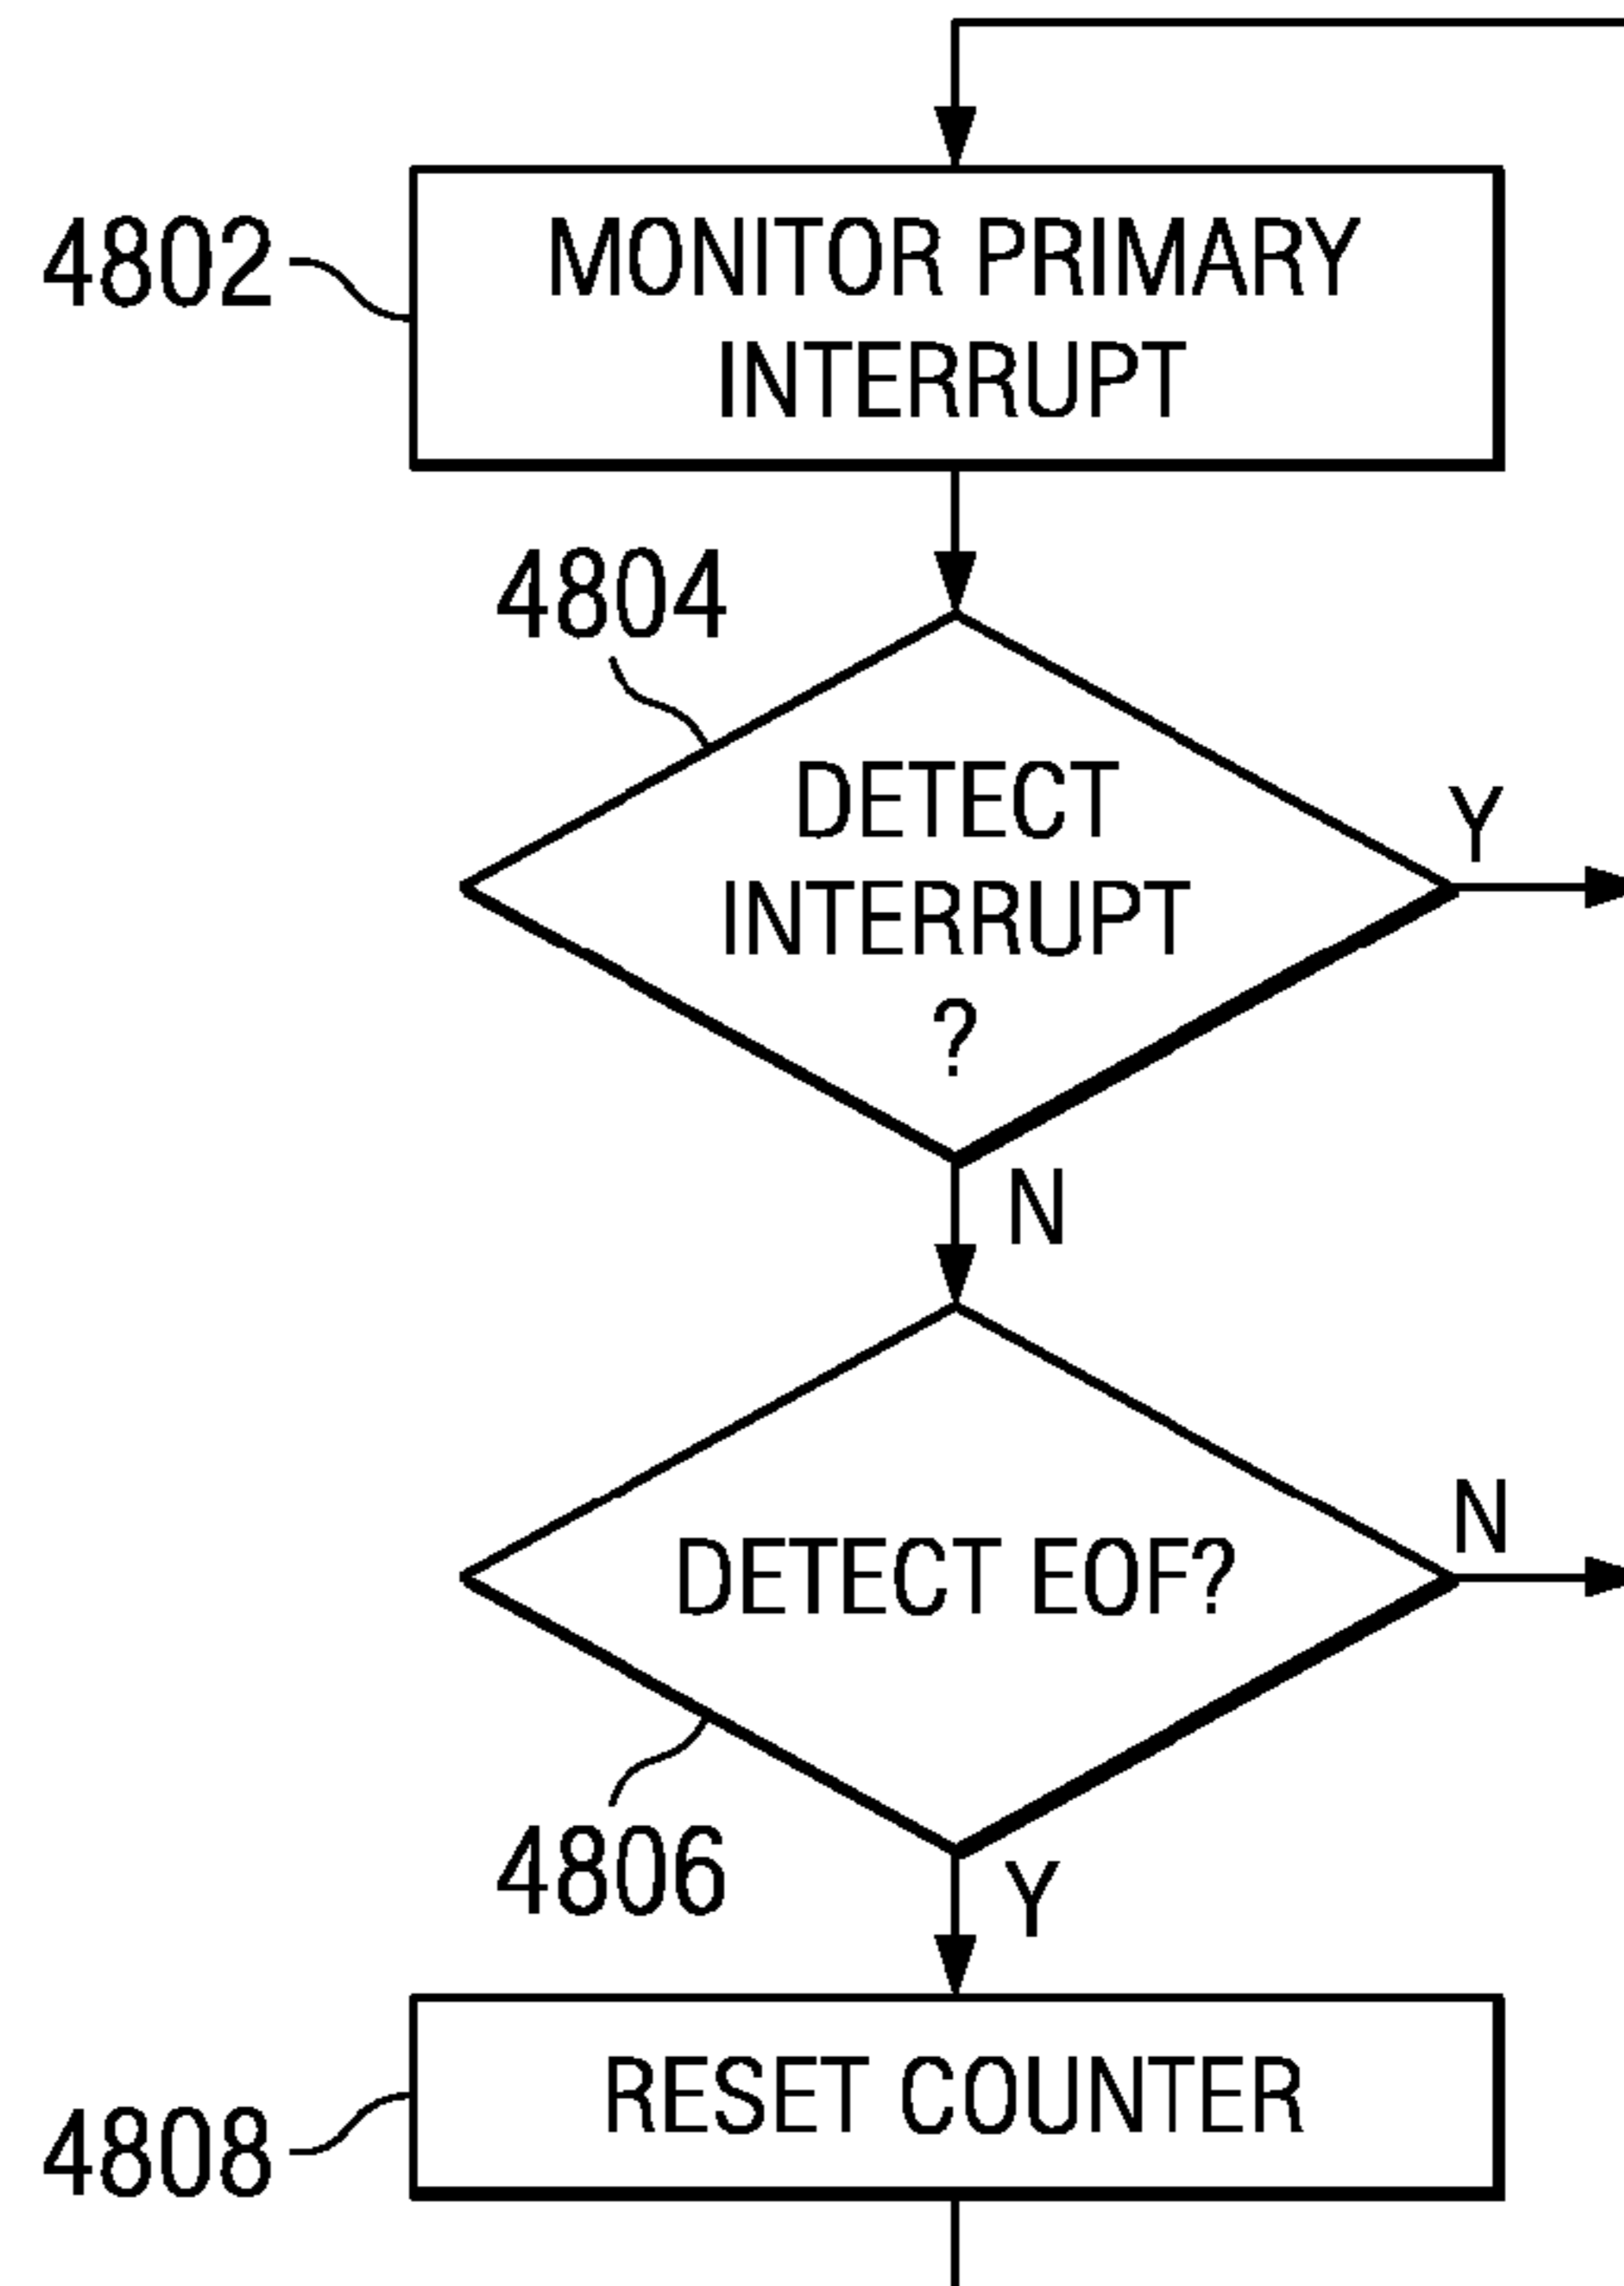 4802
MONITOR PRIMARY
INTERRUPT
4804
DETECT
INTERRUPT
?
Y
N
DETECT EOF?
N
4806
Y
RESET COUNTER
4808